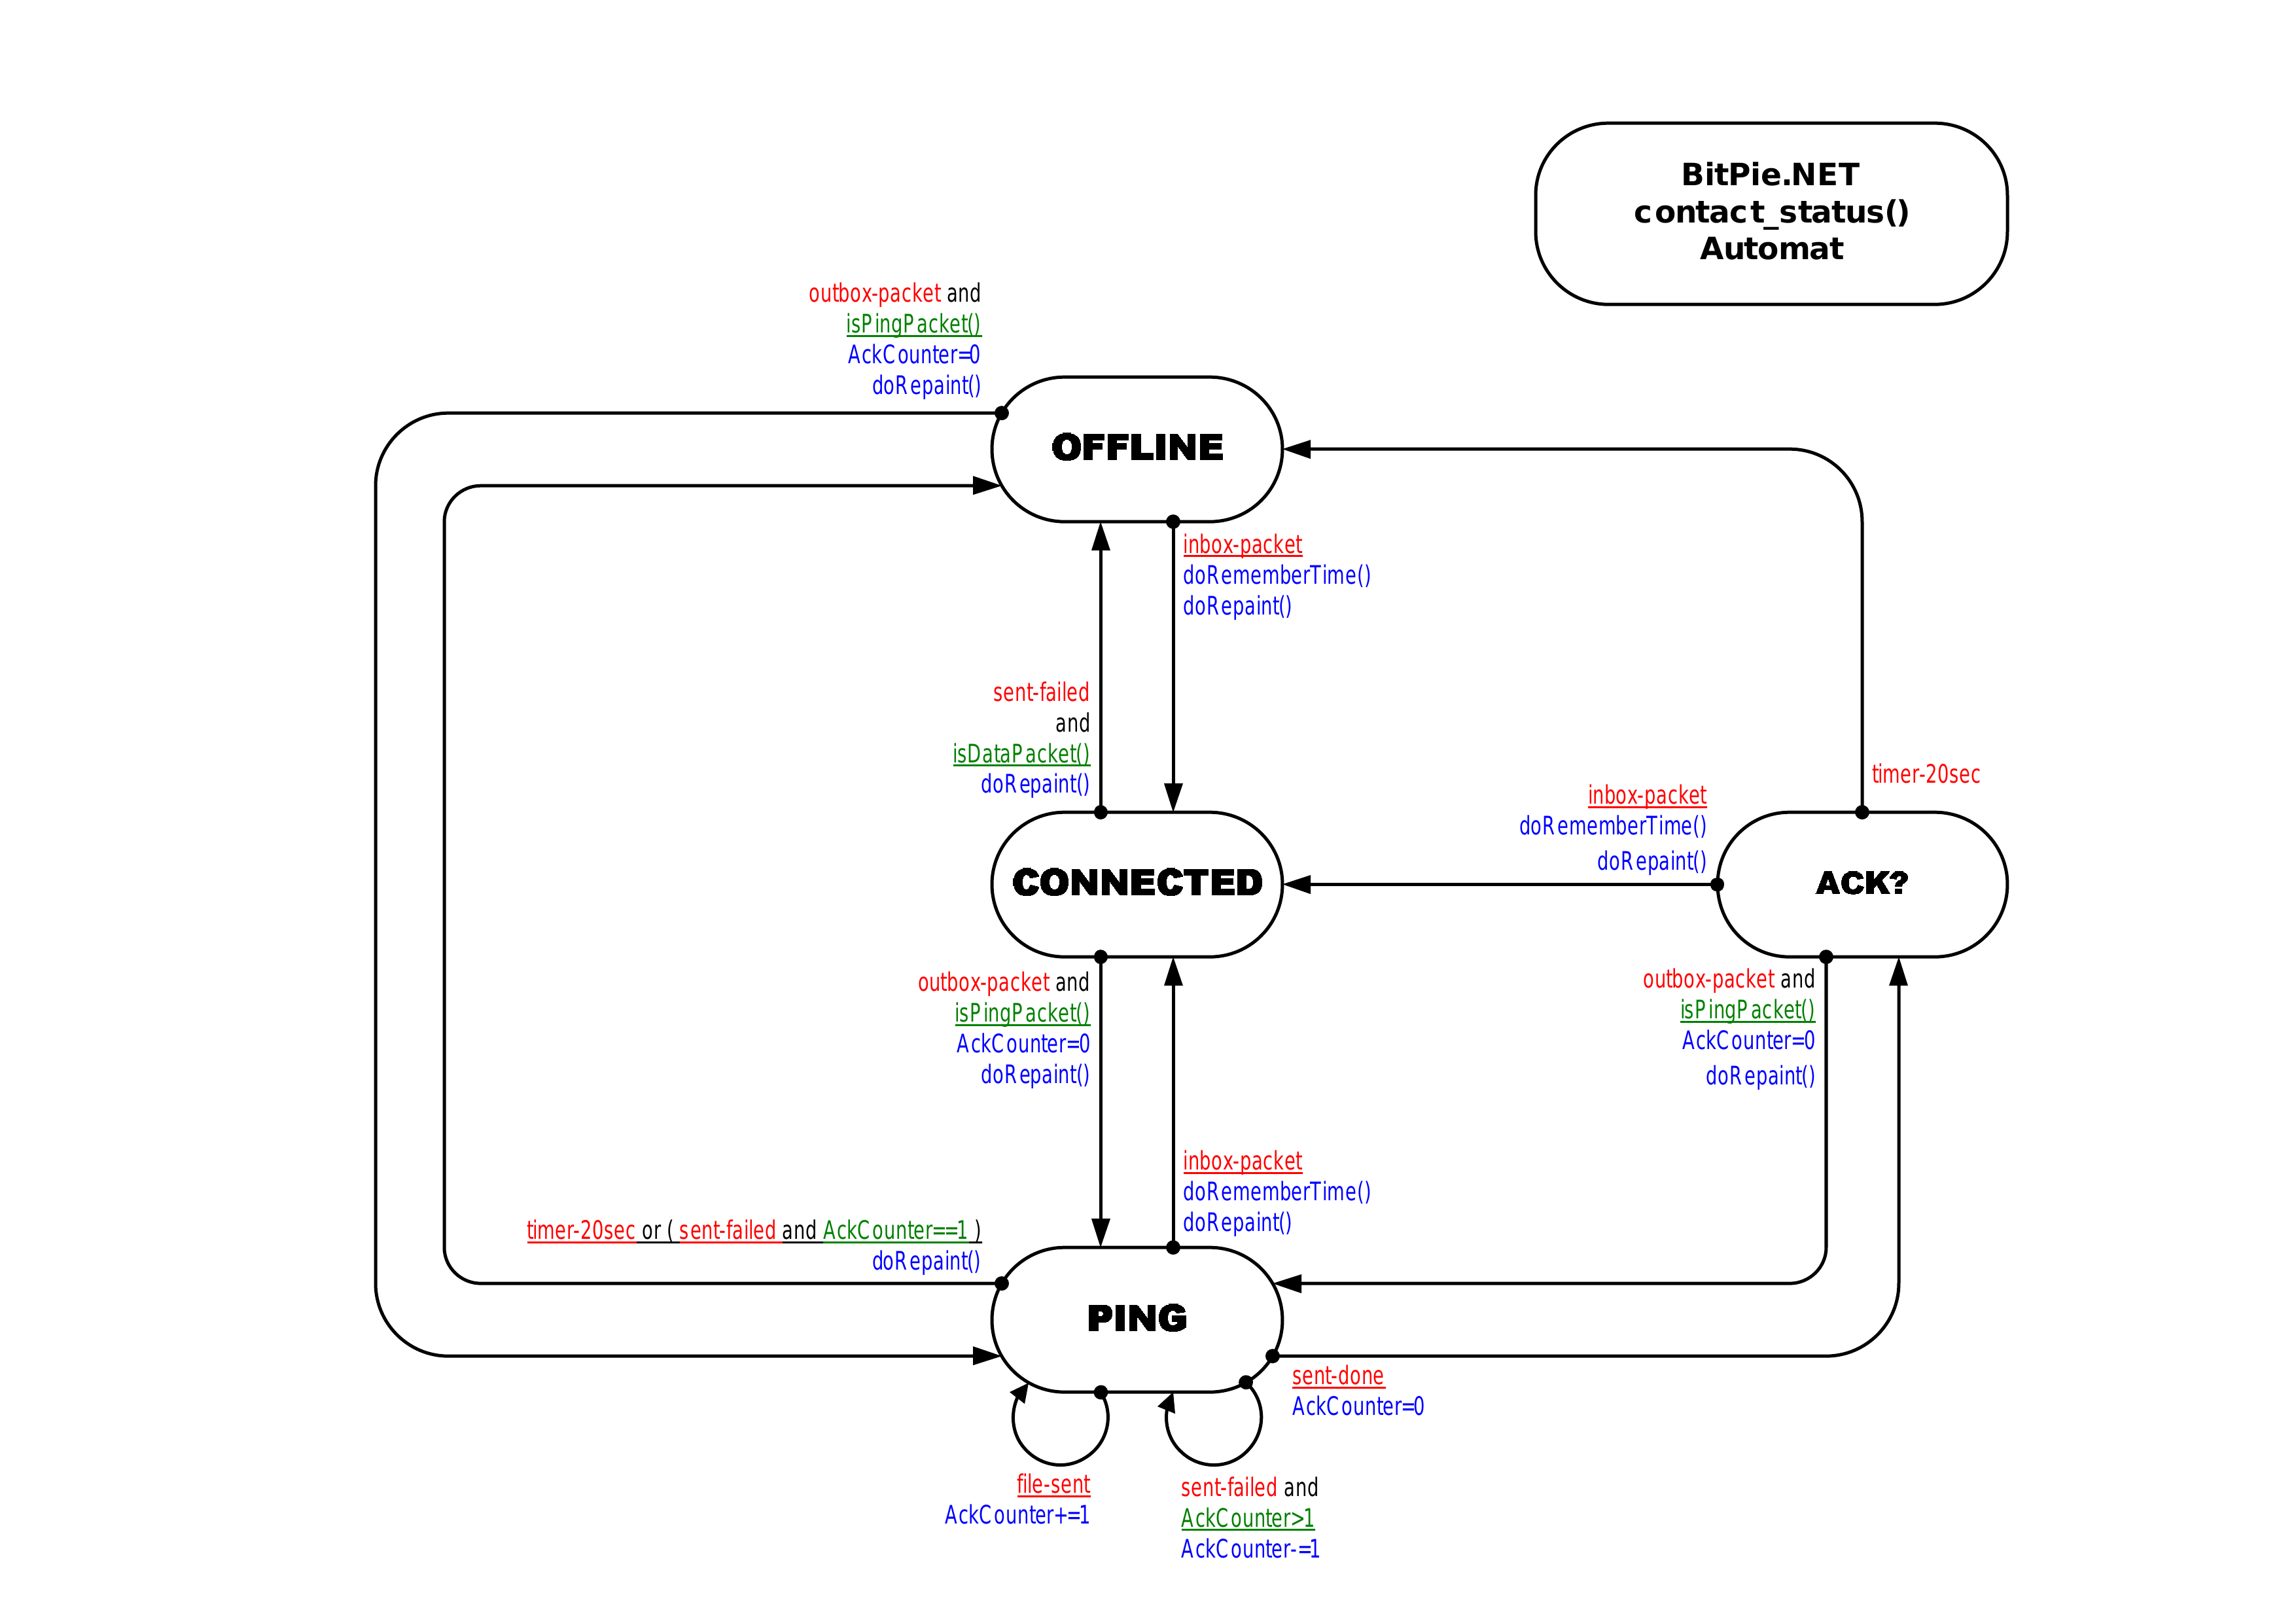 BitPie.NET
contact_status()
Automat
outbox-packet and
isPingPacket()
AckCounter=0
doRepaint()
OFFLINE
inbox-packet
doRememberTime()
doRepaint()
sent-failed
and
isDataPacket()
doRepaint()
timer-20sec
inbox-packet
doRememberTime()
doRepaint()
CONNECTED
ACK?
outbox-packet and
isPingPacket()
AckCounter=0
doRepaint()
outbox-packet and
isPingPacket()
AckCounter=0
doRepaint()
inbox-packet
doRememberTime()
doRepaint()
timer-20sec or ( sent-failed and AckCounter==1 )
doRepaint()
PING
sent-done
AckCounter=0
file-sent
AckCounter+=1
sent-failed and
AckCounter>1
AckCounter-=1